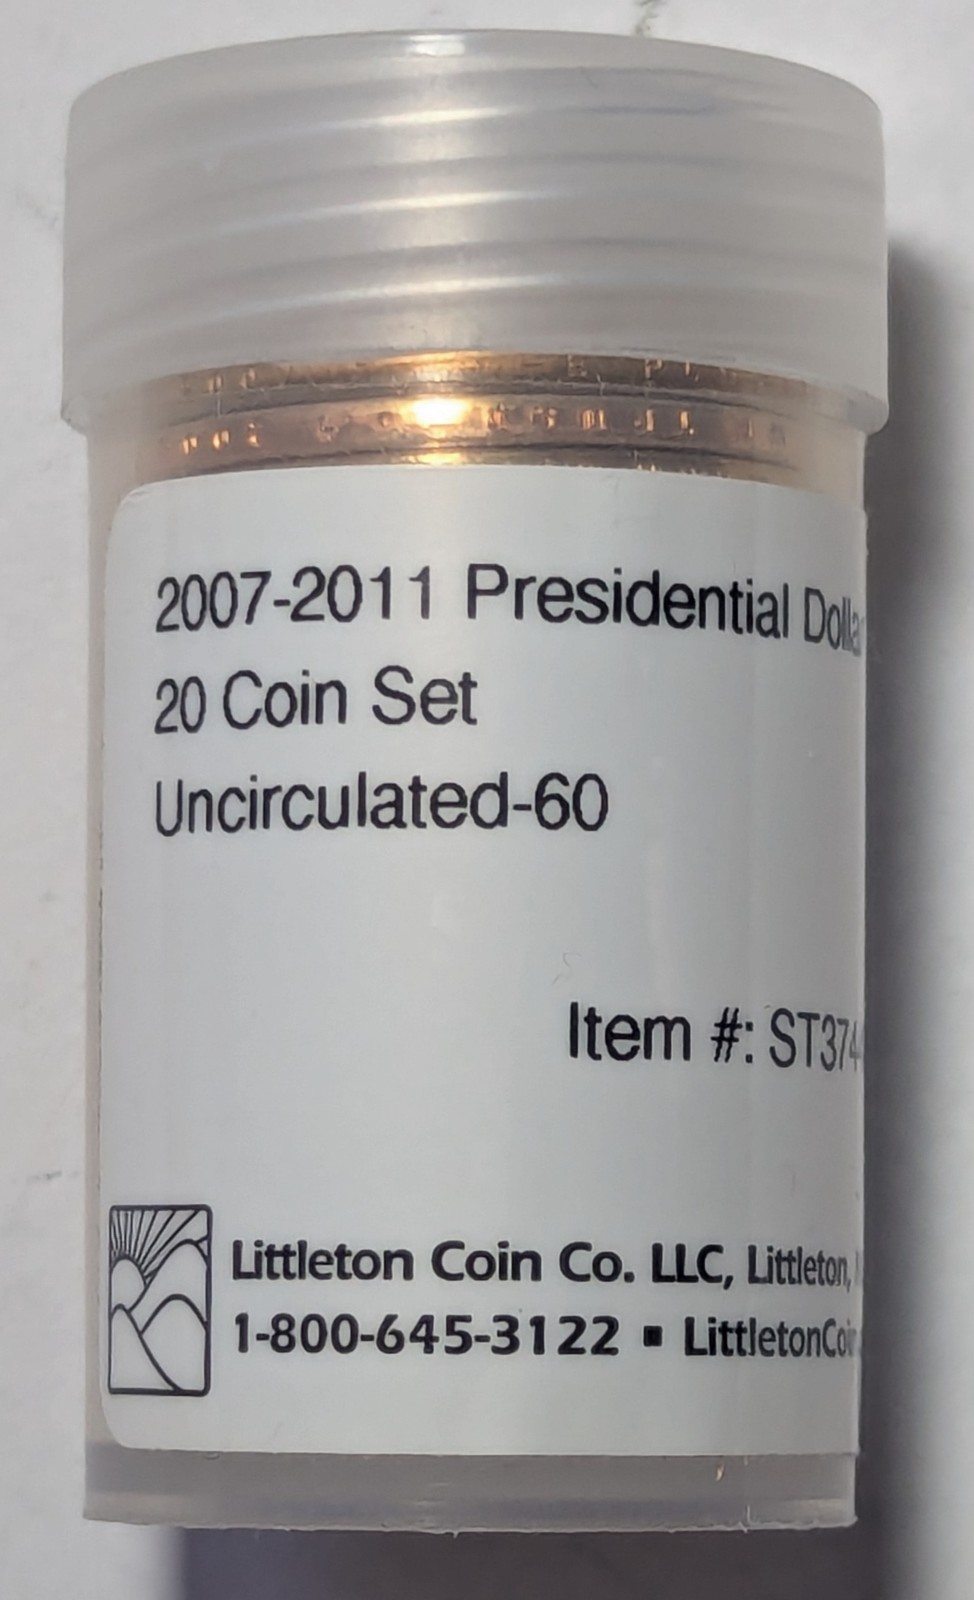 2007-2011 Presidential Dolla
20 Coin Set
Uncirculated-60
Item #: ST374
Littleton Coin Co. LLC, Littleton,
1-800-645-3122 ▪ LittletonCoi